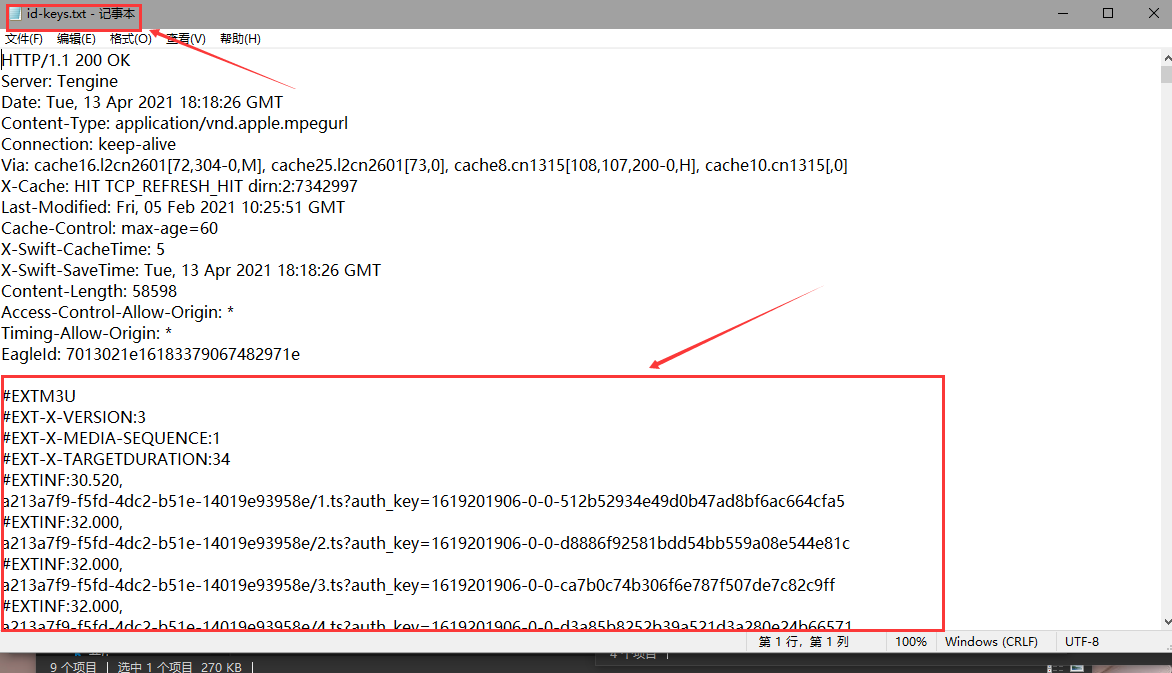 id-keys.txt - 记事本
文件(F) 编辑(E) 格式(O) 查看(V) 帮助(H)
HTTP/1.1 200 OK
Server: Tengine
Date: Tue, 13 Apr 2021 18:18:26 GMT
Content-Type: application/vnd.apple.mpegurl
Connection: keep-alive
Via: cache16.l2cn2601[72,304-0,M], cache25.l2cn2601[73,0], cache8.cn1315[108,107,200-0,H], cache10.cn1315[,0]
X-Cache: HIT TCP_REFRESH_HIT dirn:2:7342997
Last-Modified: Fri, 05 Feb 2021 10:25:51 GMT
Cache-Control: max-age=60
X-Swift-CacheTime: 5
X-Swift-SaveTime: Tue, 13 Apr 2021 18:18:26 GMT
Content-Length: 58598
Access-Control-Allow-Origin: *
Timing-Allow-Origin: *
EagleId: 7013021e16183379067482971e
#EXTM3U
#EXT-X-VERSION:3
#EXT-X-MEDIA-SEQUENCE:1
#EXT-X-TARGETDURATION:34
#EXTINF:30.520,
a213a7f9-f5fd-4dc2-b51e-14019e93958e/1.ts?auth_key=1619201906-0-0-512b52934e49d0b47ad8bf6ac664cfa5
#EXTINF:32.000,
a213a7f9-f5fd-4dc2-b51e-14019e93958e/2.ts?auth_key=1619201906-0-0-d8886f92581bdd54bb559a08e544e81c
#EXTINF:32.000,
a213a7f9-f5fd-4dc2-b51e-14019e93958e/3.ts?auth_key=1619201906-0-0-ca7b0c74b306f6e787f507de7c82c9ff
#EXTINF:32.000,
a213a7f9-f5fd-4dc2-b51e-14019e93958e/4.ts?auth_key=1619201906-0-0-d3a85b8252b39a521d3a280e24b66571
第 1 行，第 1 列 100% Windows (CRLF) UTF-8
9 个项目 选中 1 个项目 270 KB 4 个项目